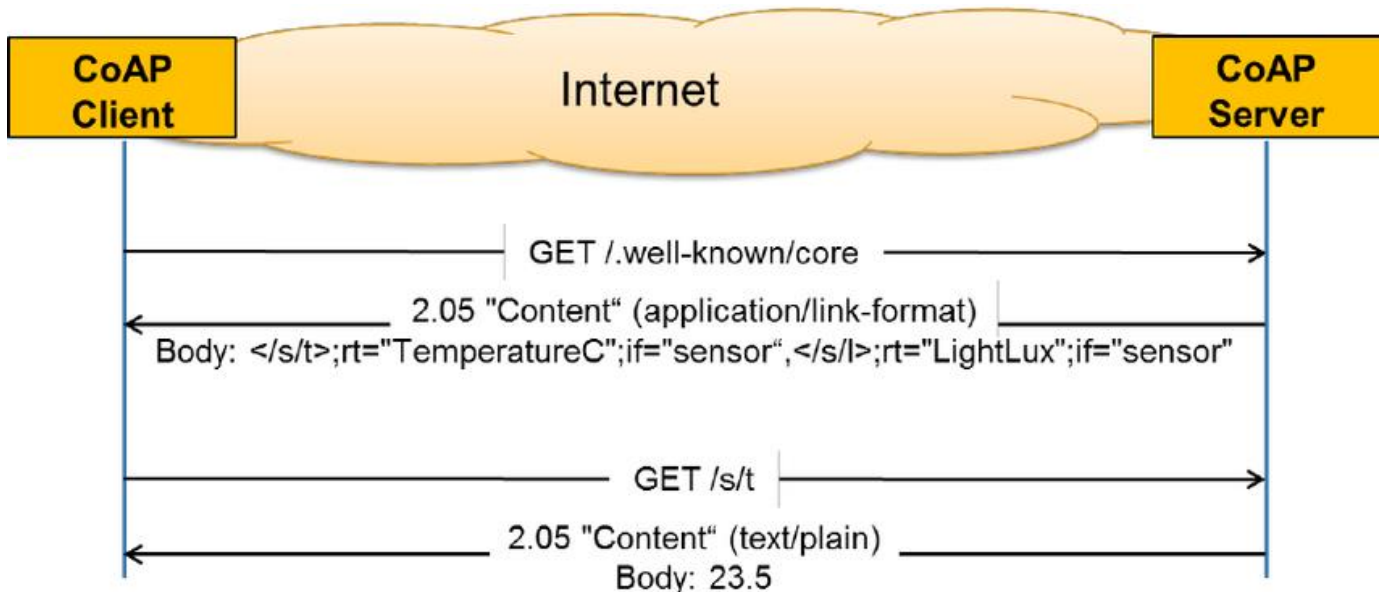 CoAP
Client
Internet
CoAP
Server
GET /.well-known/core
2.05 "Content“ (application/link-format)
Body: </s/t>;rt="TemperatureC";if="sensor“,</s/l>;rt="LightLux";if="sensor"
GET /s/t
2.05 "Content“ (text/plain)
Body: 23.5